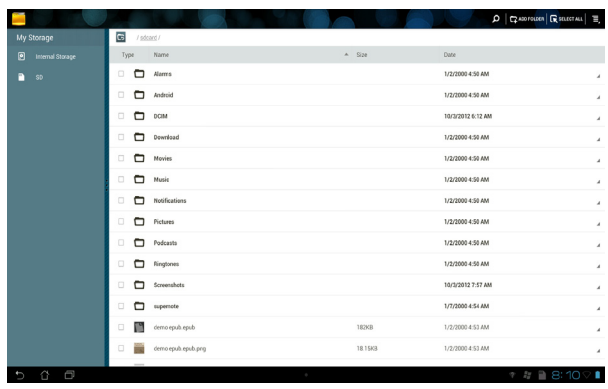 ADD FOLDER SELECT ALL
My Storage
/ sdcard /
Internal Storage
SD
Type Name Size Date
Alarms 1/2/2000 4:50 AM
Android 1/2/2000 4:50 AM
DCIM 10/3/2012 6:12 AM
Download 1/2/2000 4:50 AM
Movies 1/2/2000 4:50 AM
Music 1/2/2000 4:50 AM
Notifications 1/2/2000 4:50 AM
Pictures 1/2/2000 4:50 AM
Podcasts 1/2/2000 4:50 AM
Ringtones 1/2/2000 4:50 AM
Screenshots 10/3/2012 7:57 AM
supernote 1/7/2000 4:54 AM
demo epub.epub 182KB 1/2/2000 4:53 AM
demo epub.epub.png 18.15KB 1/2/2000 4:53 AM
8:10